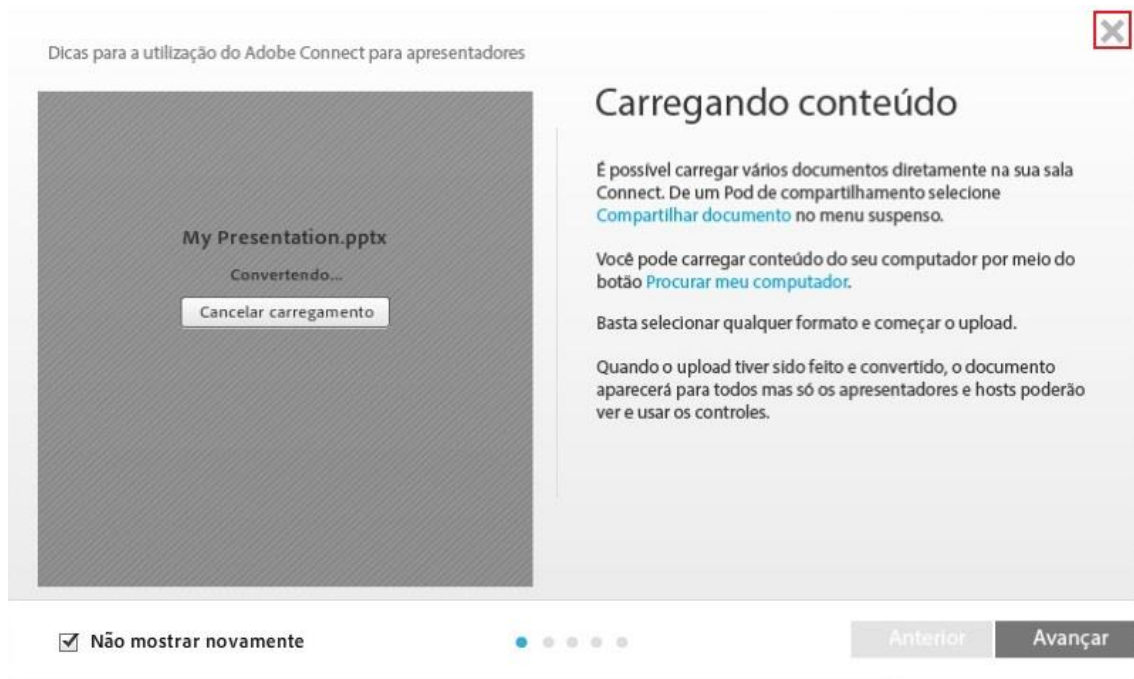 Dicas para a utilização do Adobe Connect para apresentadores
My Presentation.pptx
Convertendo...
Cancelar carregamento
Carregando conteúdo
É possível carregar vários documentos diretamente na sua sala
Connect. De um Pod de compartilhamento selecione
Compartilhar documento no menu suspenso.
Você pode carregar conteúdo do seu computador por meio do
botão Procurar meu computador.
Basta selecionar qualquer formato e começar o upload.
Quando o upload tiver sido feito e convertido, o documento
aparecerá para todos mas só os apresentadores e hosts poderão
ver e usar os controles.
Não mostrar novamente
Anterior
Avançar